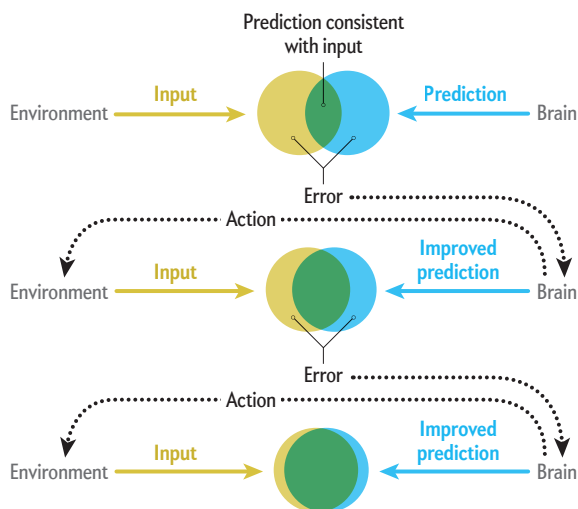 Prediction consistent
with input
Environment
Input
Prediction
Brain
Error
Action
Environment
Input
Improved
prediction
Brain
Error
Action
Environment
Input
Improved
prediction
Brain